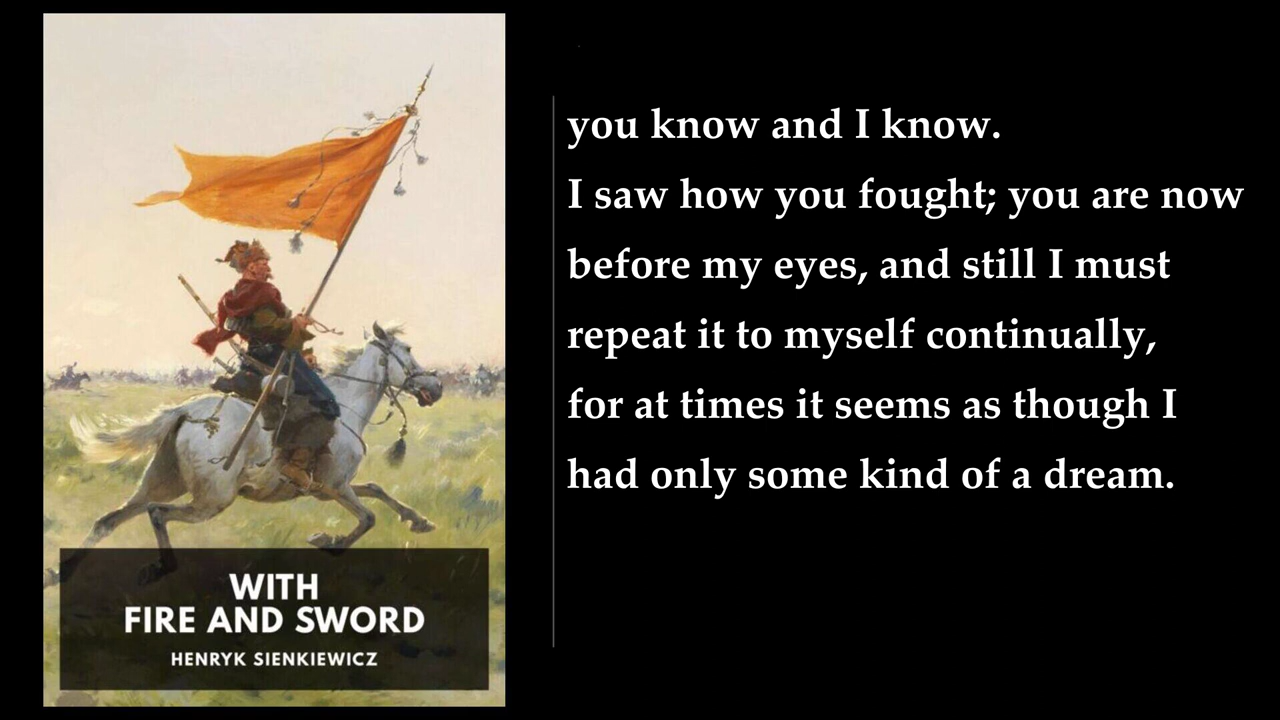 WITH
FIRE AND SWORD
HENRYK SIENKIEWICZ
you know and I know.
I saw how you fought; you are now
before my eyes, and still I must
repeat it to myself continually,
for at times it seems as though I
had only some kind of a dream.